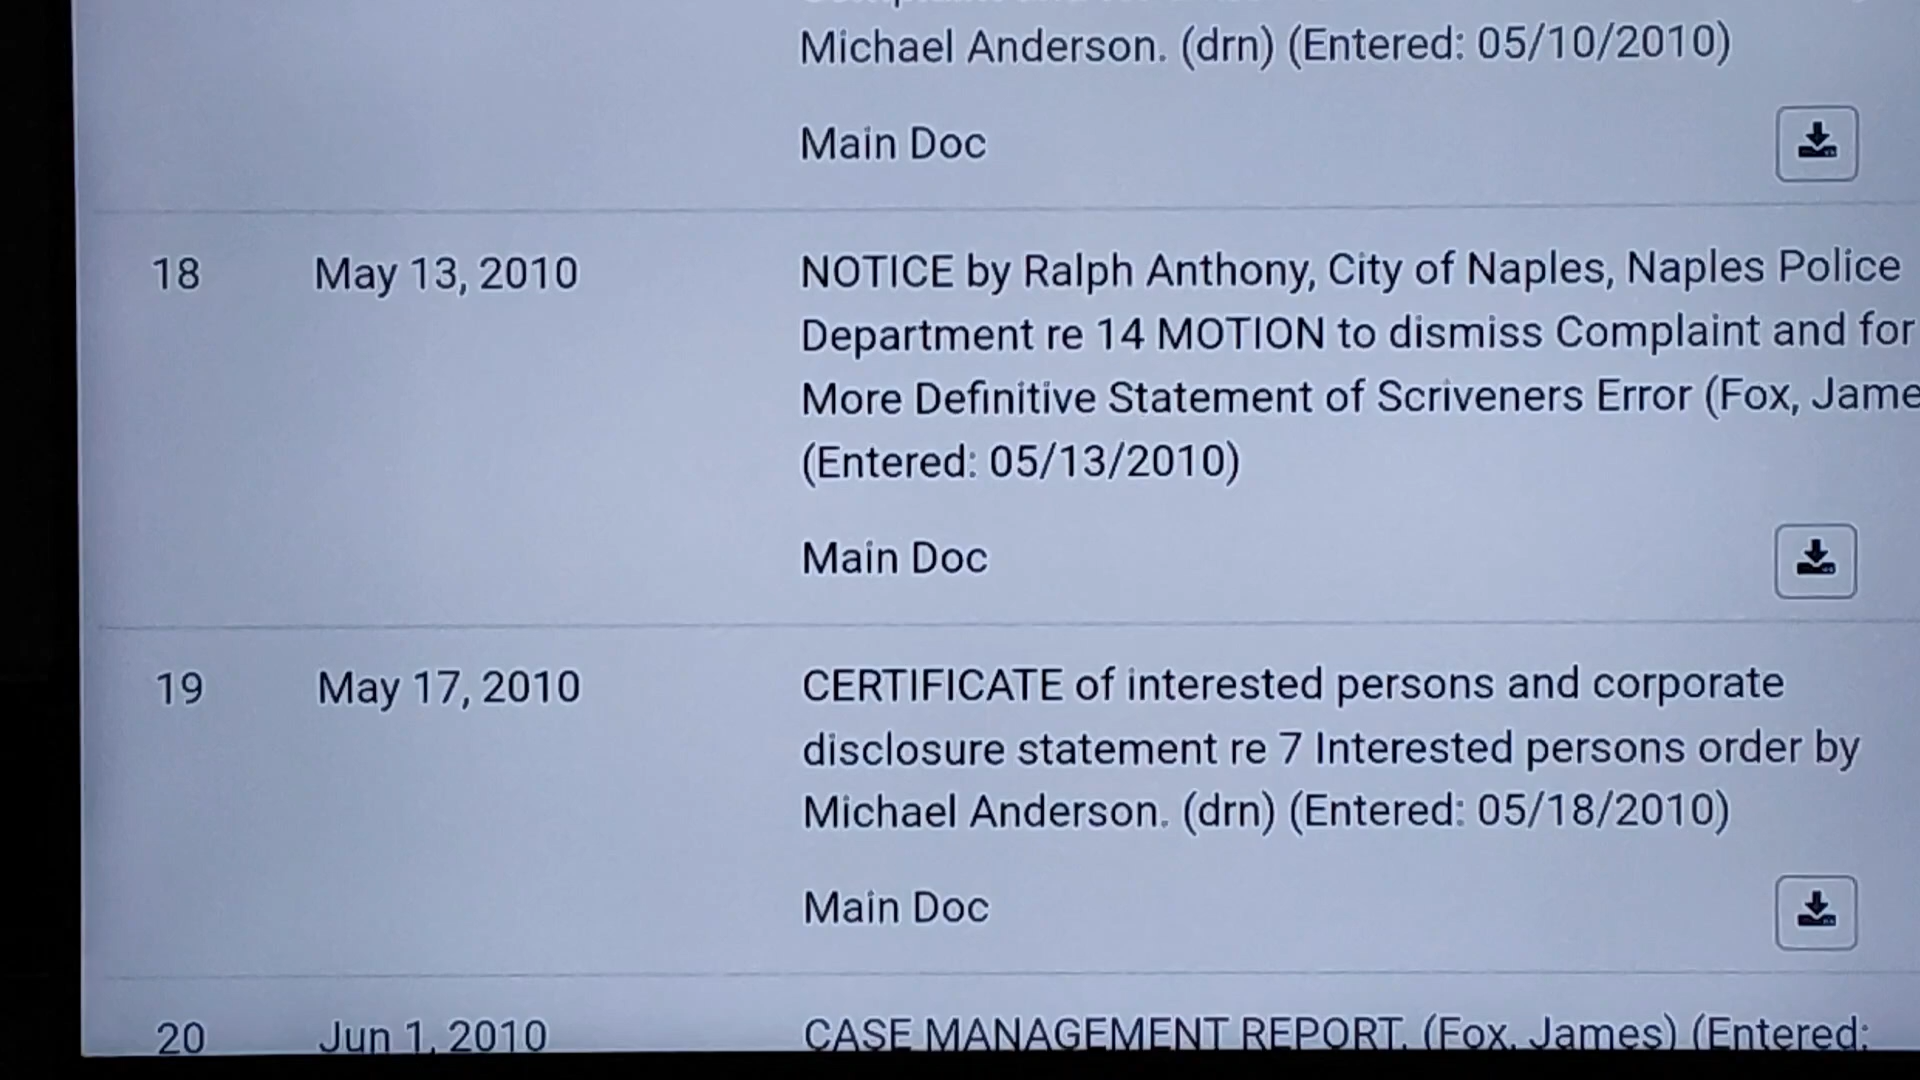 Michael Anderson. (drn) (Entered: 05/10/2010)
Main Doc
18 May 13, 2010 NOTICE by Ralph Anthony, City of Naples, Naples Police
Department re 14 MOTION to dismiss Complaint and for
More Definitive Statement of Scriveners Error (Fox, Jame
(Entered: 05/13/2010)
Main Doc
19 May 17, 2010 CERTIFICATE of interested persons and corporate
disclosure statement re 7 Interested persons order by
Michael Anderson. (drn) (Entered: 05/18/2010)
Main Doc
20 Jun 1, 2010 CASE MANAGEMENT REPORT. (Fox, James) (Entered: